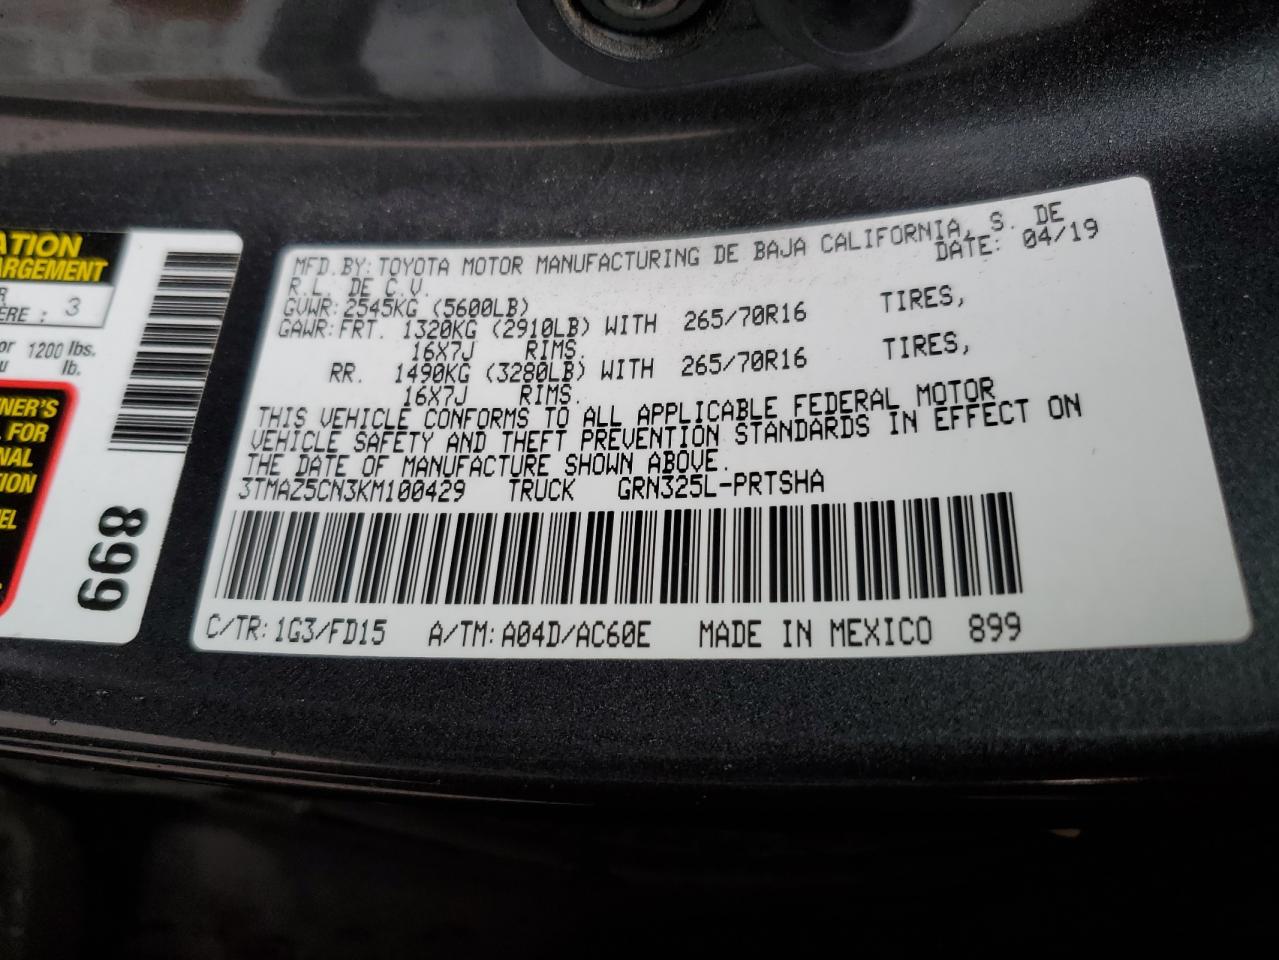 ATION
ARGEMENT
R
ERE : 3
or 1200 lbs.
u lb.
NER'S
FOR
NAL
TION
EL
899
MFD.BY: TOYOTA MOTOR MANUFACTURING DE BAJA CALIFORNIA, S. DE
R.L. DE C.V. DATE: 04/19
GVWR: 2545KG (5600LB)
GAWR: FRT. 1320KG (2910LB) WITH 265/70R16 TIRES,
16X7J RIMS.
RR. 1490KG (3280LB) WITH 265/70R16 TIRES,
16X7J RIMS.
THIS VEHICLE CONFORMS TO ALL APPLICABLE FEDERAL MOTOR
VEHICLE SAFETY AND THEFT PREVENTION STANDARDS IN EFFECT ON
THE DATE OF MANUFACTURE SHOWN ABOVE.
3TMAZ5CN3KM100429 TRUCK GRN325L-PRTSHA
C/TR: 1G3/FD15 A/TM: A04D/AC60E MADE IN MEXICO 899